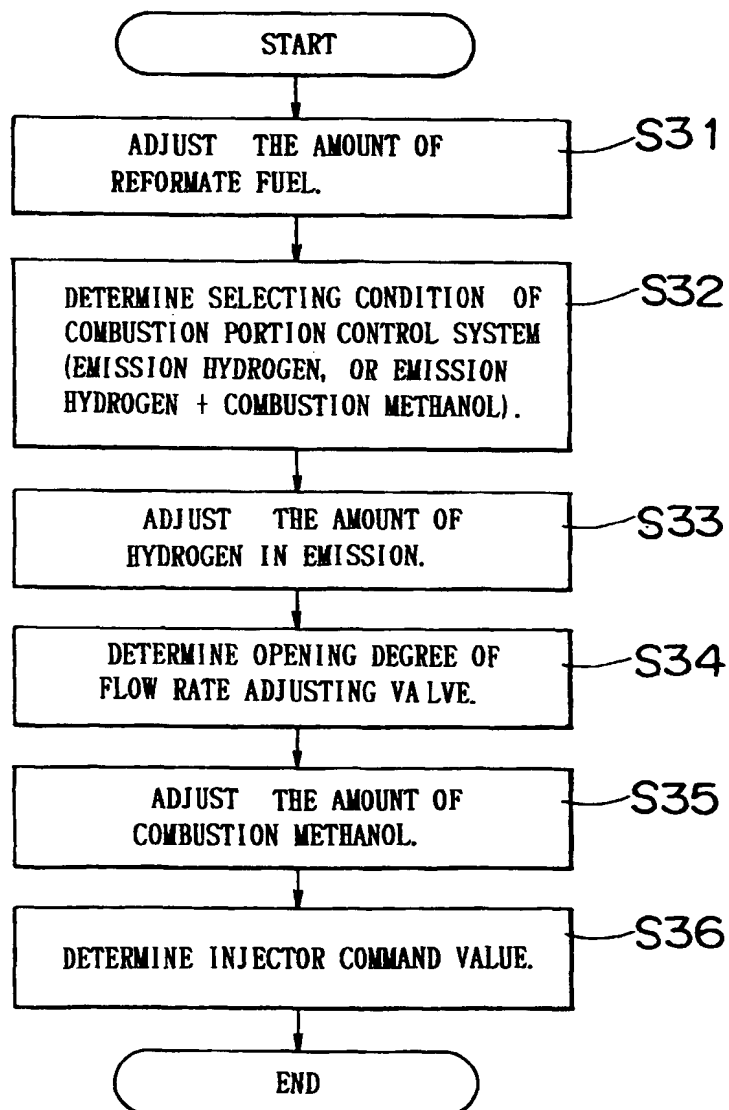 START
ADJUST THE AMOUNT OF
REFORMATE FUEL.
S31
DETERMINE SELECTING CONDITION OF
COMBUSTION PORTION CONTROL SYSTEM
(EMISSION HYDROGEN, OR EMISSION
HYDROGEN + COMBUSTION METHANOL).
S32
ADJUST THE AMOUNT OF
HYDROGEN IN EMISSION.
S33
DETERMINE OPENING DEGREE OF
FLOW RATE ADJUSTING VALVE.
S34
ADJUST THE AMOUNT OF
COMBUSTION METHANOL.
S35
DETERMINE INJECTOR COMMAND VALUE.
S36
END